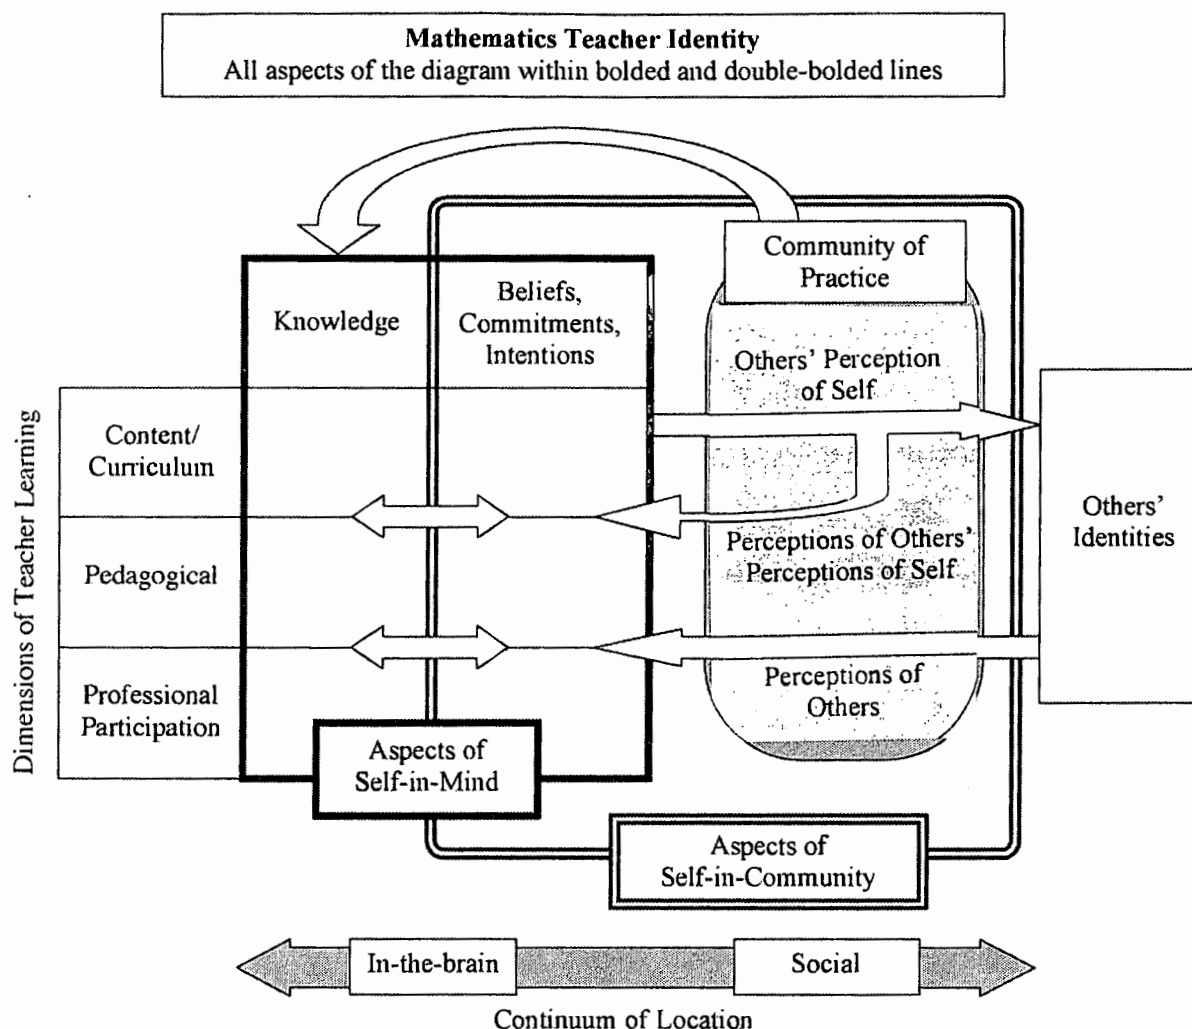 Mathematics Teacher Identity
All aspects of the diagram within bolded and double-bolded lines
Community of
Practice
Knowledge
Beliefs,
Commitments,
Intentions
Others' Perception
of Self
Dimensions of Teacher Learning
Content/
Curriculum
Others'
Identities
Perceptions of Others'
Perceptions of Self
Pedagogical
Professional
Participation
Perceptions of
Others
Aspects of
Self-in-Mind
Aspects of
Self-in-Community
In-the-brain
Social
Continuum of Location